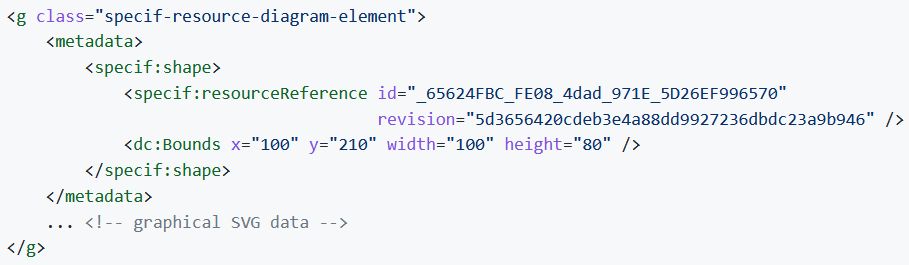 <g class="specif-resource-diagram-element">
    <metadata>
        <specif:shape>
            <specif:resourceReference id="_65624FBC_FE08_4dad_971E_5D26EF996570"
                                      revision="5d3656420cdeb3e4a88dd9927236dbdc23a9b946" />
            <dc:Bounds x="100" y="210" width="100" height="80" />
        </specif:shape>
    </metadata>
    ... <!-- graphical SVG data -->
</g>